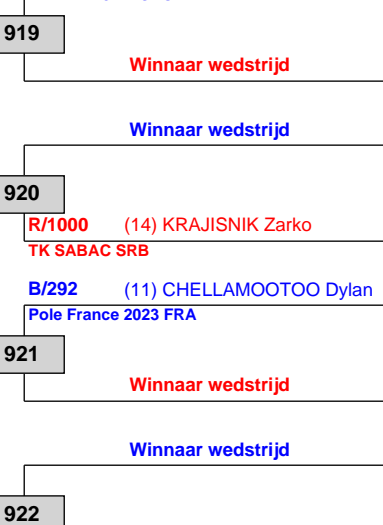 919
Winnaar wedstrijd
Winnaar wedstrijd
920
R/1000 (14) KRAJISNIK Zarko
TK SABAC SRB
B/292 (11) CHELLAMOOTOO Dylan
Pole France 2023 FRA
921
Winnaar wedstrijd
Winnaar wedstrijd
922